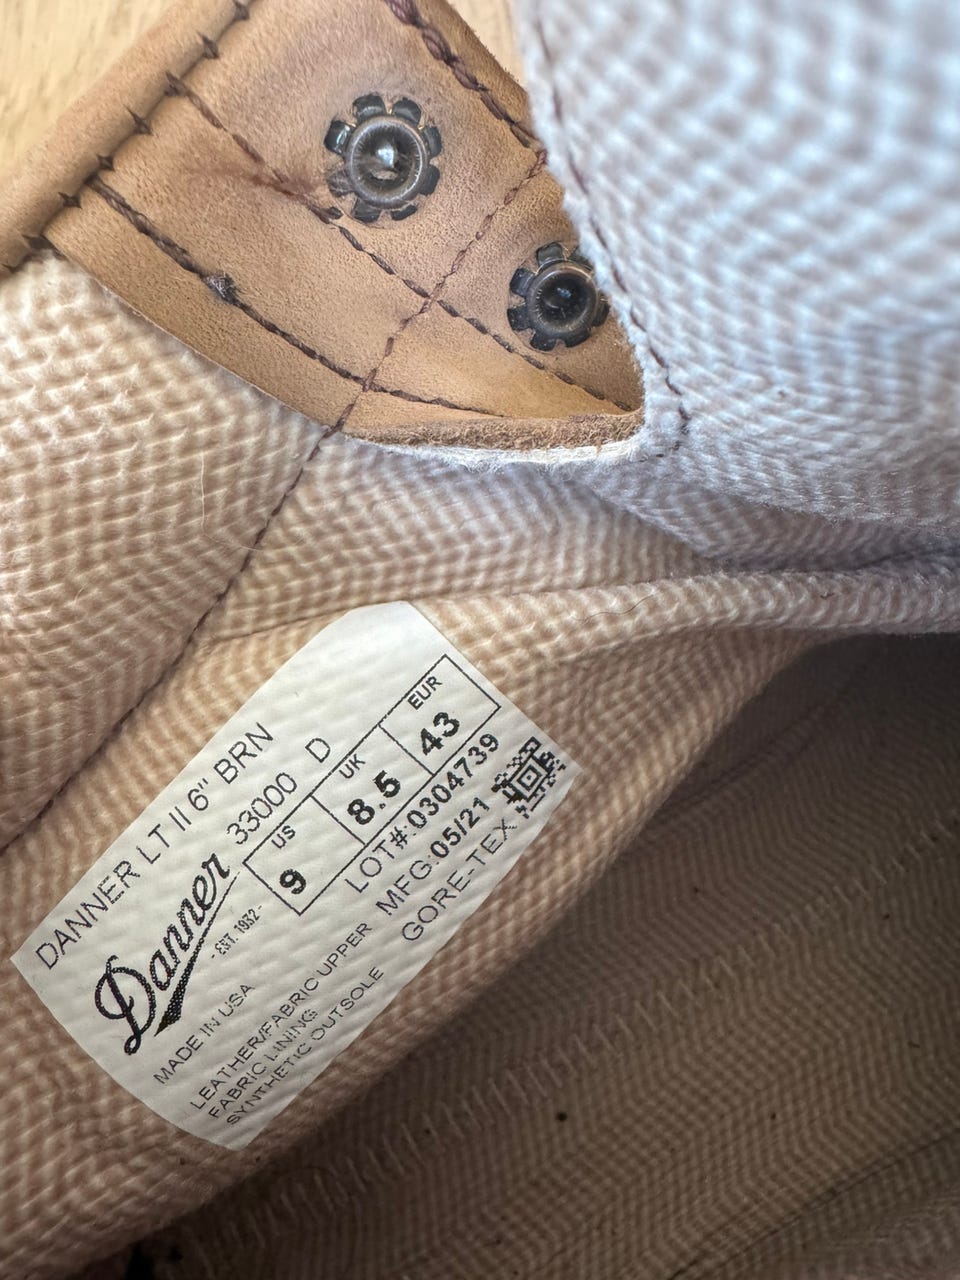 DANNER LT II 6" BRN
Danner 33000 D
- EST. 1932 -
US UK EUR
9 8.5 43
LOT#:0304739
MFG:05/21
GORE-TEX
MADE IN USA
LEATHER/FABRIC UPPER
FABRIC LINING
SYNTHETIC OUTSOLE